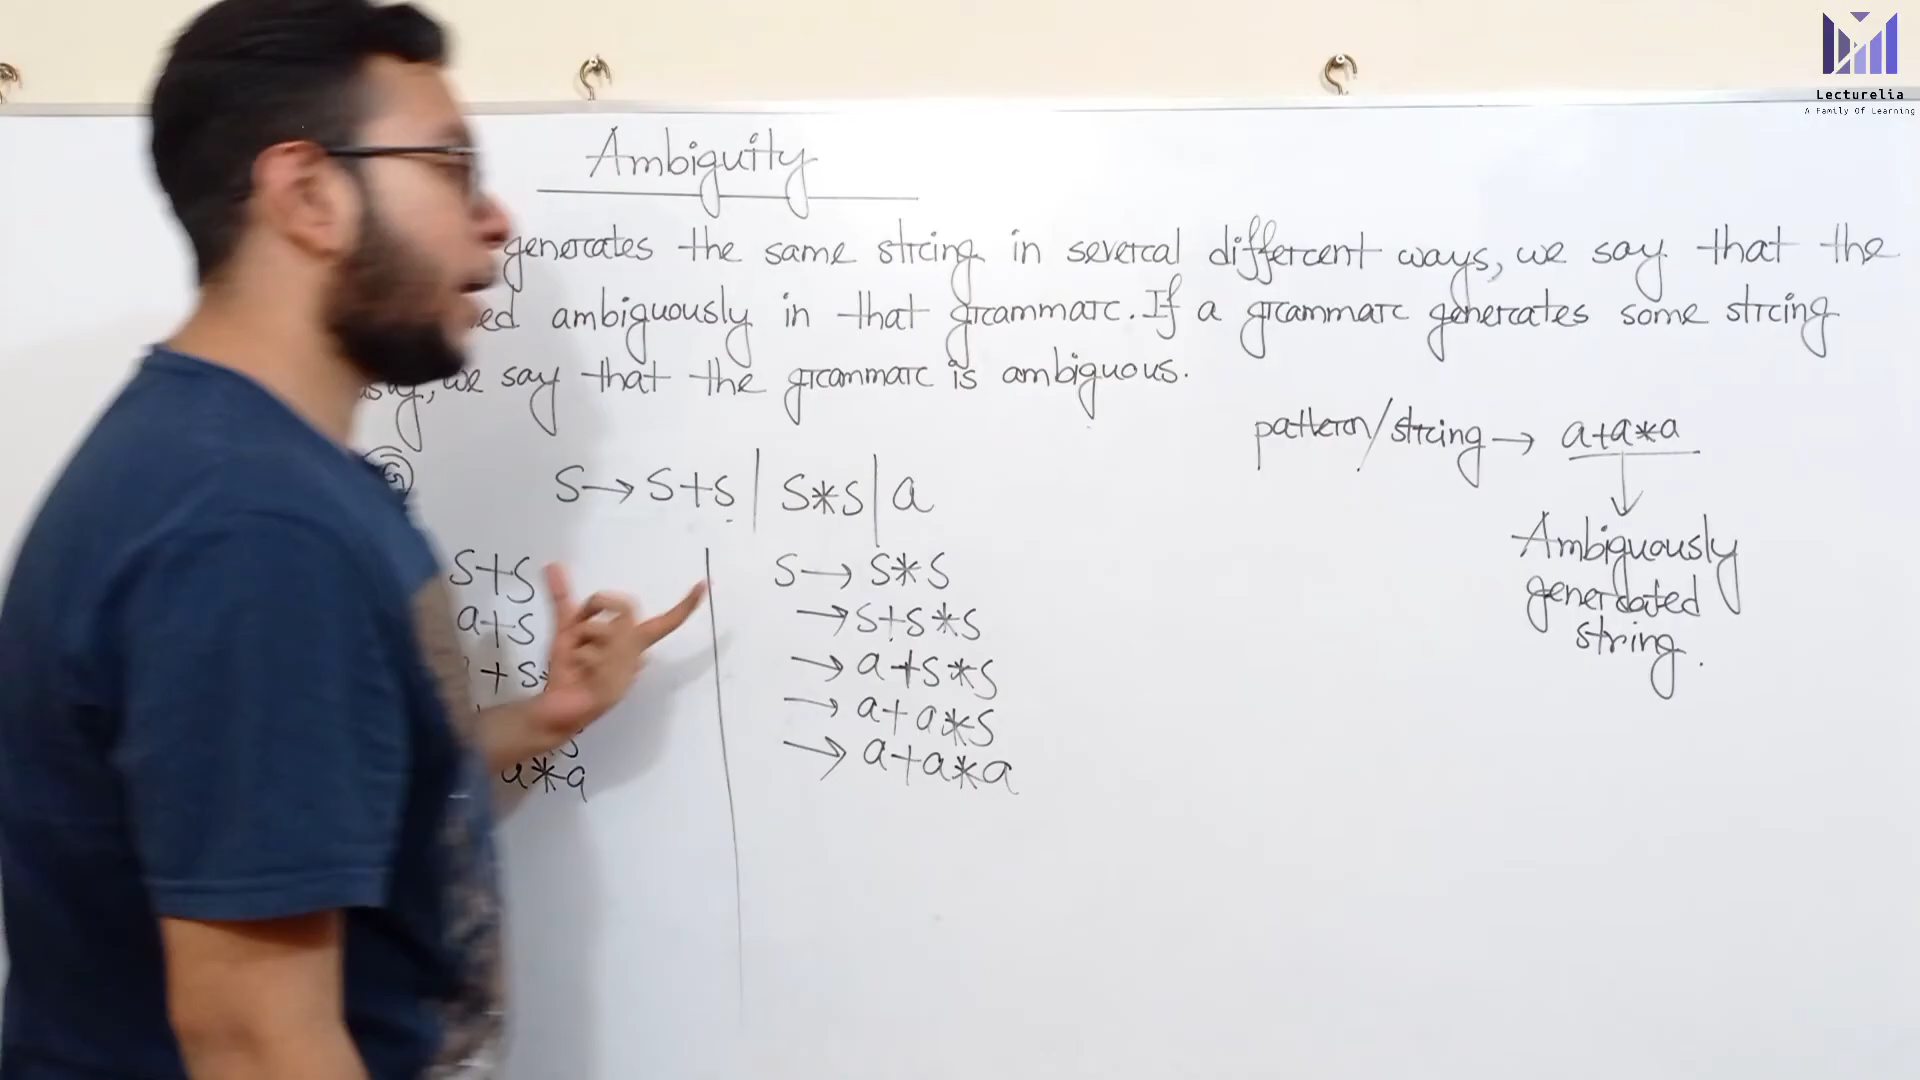 Lecturelia
A Family Of Learning
Ambiguity
generates the same string in several different ways, we say that the
ed ambiguously in that grammar. If a grammar generates some string
we say that the grammar is ambiguous.
pattern/string → a+a*a
S → S+S | S*S | a
Ambiguously
generated
string.
S+S
a+S
+S*
a*a
S → S*S
→ S+S*S
→ a+S*S
→ a+a*S
→ a+a*a